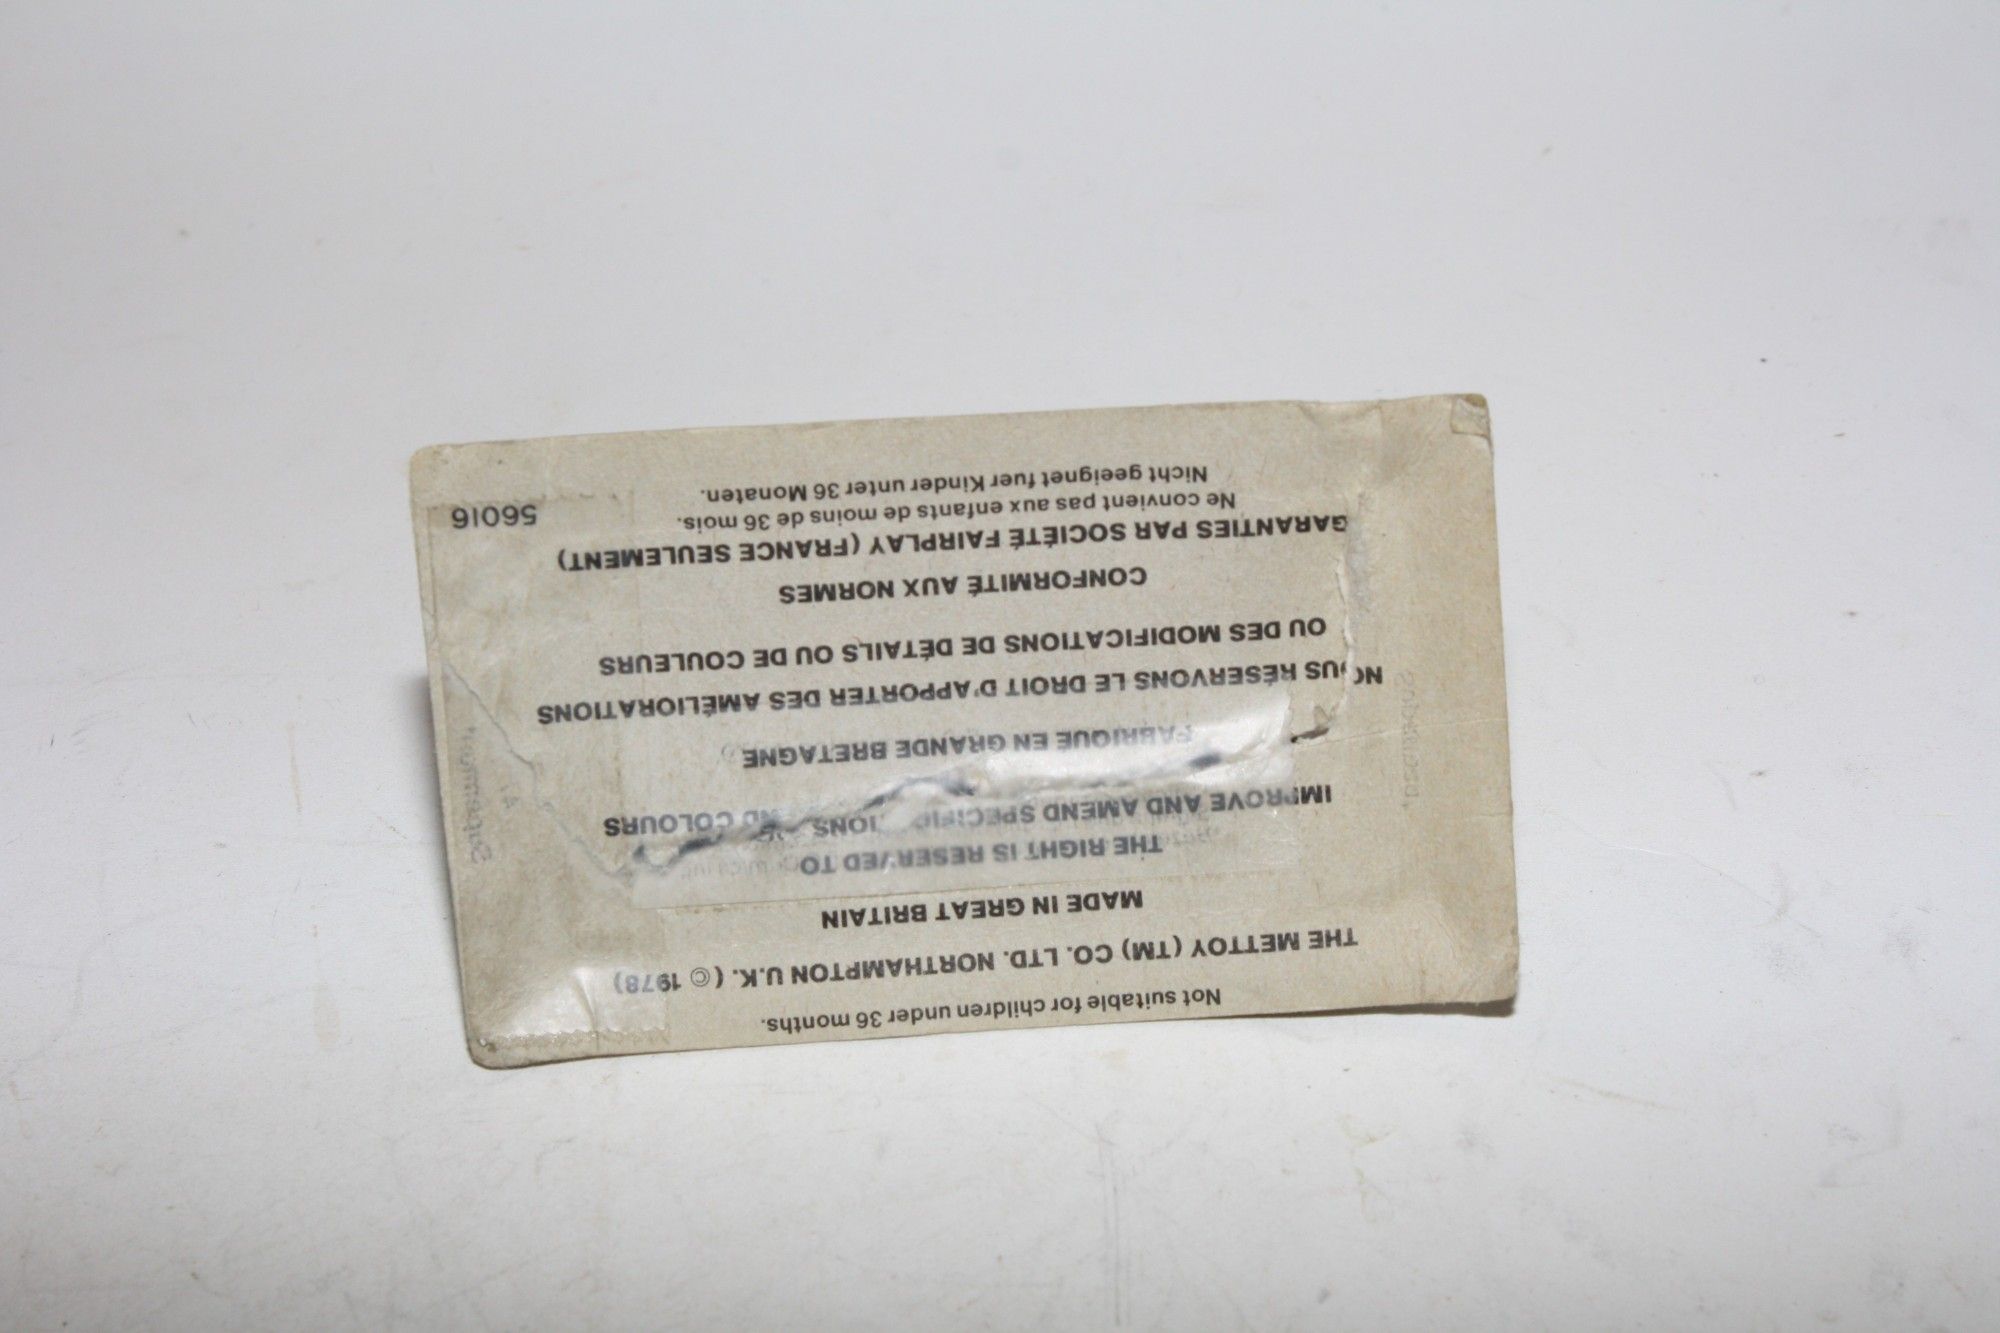 Not suitable for children under 36 months.
THE METTOY (TM) CO. LTD. NORTHAMPTON U.K. (© 1978)
MADE IN GREAT BRITAIN
THE RIGHT IS RESERVED TO
IMPROVE AND AMEND SPECIFICATIONS AND COLOURS
FABRIQUE EN GRANDE BRETAGNE
NOUS RÉSERVONS LE DROIT D'APPORTER DES AMÉLIORATIONS
OU DES MODIFICATIONS DE DÉTAILS OU DE COULEURS
CONFORMITÉ AUX NORMES
GARANTIES PAR SOCIÉTÉ FAIRPLAY (FRANCE SEULEMENT)
Ne convient pas aux enfants de moins de 36 mois.
Nicht geeignet fuer Kinder unter 36 Monaten.
56016